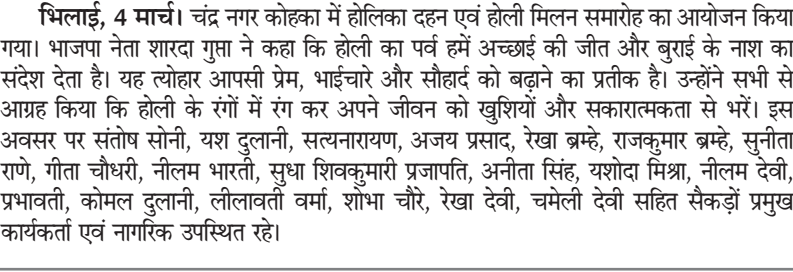 भिलाई, 4 मार्च। चंद्र नगर कोहका में होलिका दहन एवं होली मिलन समारोह का आयोजन किया
गया। भाजपा नेता शारदा गुप्ता ने कहा कि होली का पर्व हमें अच्छाई की जीत और बुराई के नाश का
संदेश देता है। यह त्योहार आपसी प्रेम, भाईचारे और सौहार्द को बढ़ाने का प्रतीक है। उन्होंने सभी से
आग्रह किया कि होली के रंगों में रंग कर अपने जीवन को खुशियों और सकारात्मकता से भरें। इस
अवसर पर संतोष सोनी, यश दुलानी, सत्यनारायण, अजय प्रसाद, रेखा ब्रम्हे, राजकुमार ब्रम्हे, सुनीता
राणे, गीता चौधरी, नीलम भारती, सुधा शिवकुमारी प्रजापति, अनीता सिंह, यशोदा मिश्रा, नीलम देवी,
प्रभावती, कोमल दुलानी, लीलावती वर्मा, शोभा चौरे, रेखा देवी, चमेली देवी सहित सैकड़ों प्रमुख
कार्यकर्ता एवं नागरिक उपस्थित रहे।